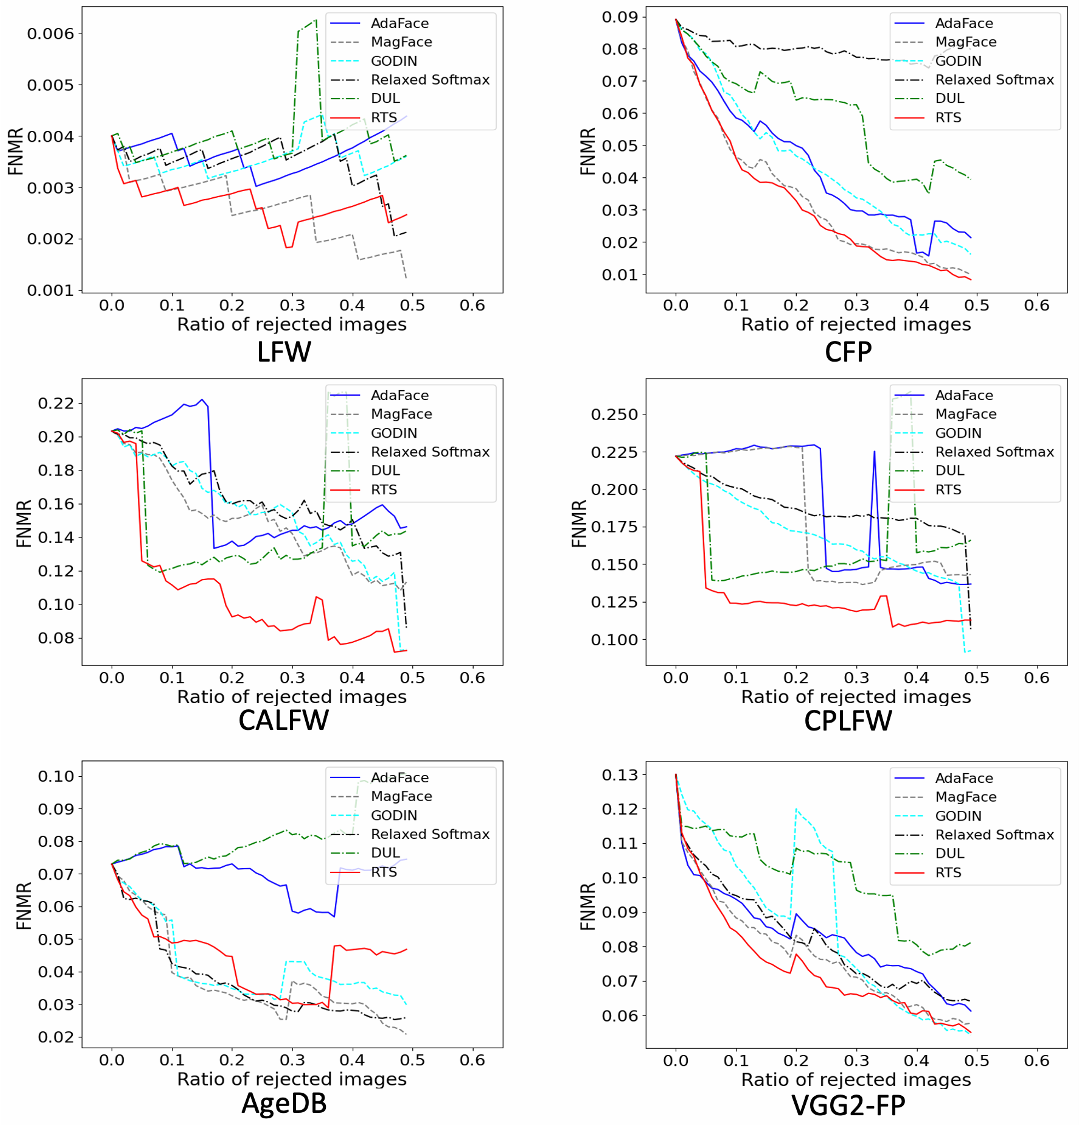 FNMR
0.006
0.005
0.004
0.003
0.002
0.001
AdaFace
MagFace
GODIN
Relaxed Softmax
DUL
RTS
0.0 0.1 0.2 0.3 0.4 0.5 0.6
Ratio of rejected images
LFW
FNMR
0.09
0.08
0.07
0.06
0.05
0.04
0.03
0.02
0.01
AdaFace
MagFace
GODIN
Relaxed Softmax
DUL
RTS
0.0 0.1 0.2 0.3 0.4 0.5 0.6
Ratio of rejected images
CFP
FNMR
0.22
0.20
0.18
0.16
0.14
0.12
0.10
0.08
AdaFace
MagFace
GODIN
Relaxed Softmax
DUL
RTS
0.0 0.1 0.2 0.3 0.4 0.5 0.6
Ratio of rejected images
CALFW
FNMR
0.250
0.225
0.200
0.175
0.150
0.125
0.100
AdaFace
MagFace
GODIN
Relaxed Softmax
DUL
RTS
0.0 0.1 0.2 0.3 0.4 0.5 0.6
Ratio of rejected images
CPLFW
FNMR
0.10
0.09
0.08
0.07
0.06
0.05
0.04
0.03
0.02
AdaFace
MagFace
GODIN
Relaxed Softmax
DUL
RTS
0.0 0.1 0.2 0.3 0.4 0.5 0.6
Ratio of rejected images
AgeDB
FNMR
0.13
0.12
0.11
0.10
0.09
0.08
0.07
0.06
AdaFace
MagFace
GODIN
Relaxed Softmax
DUL
RTS
0.0 0.1 0.2 0.3 0.4 0.5 0.6
Ratio of rejected images
VGG2-FP